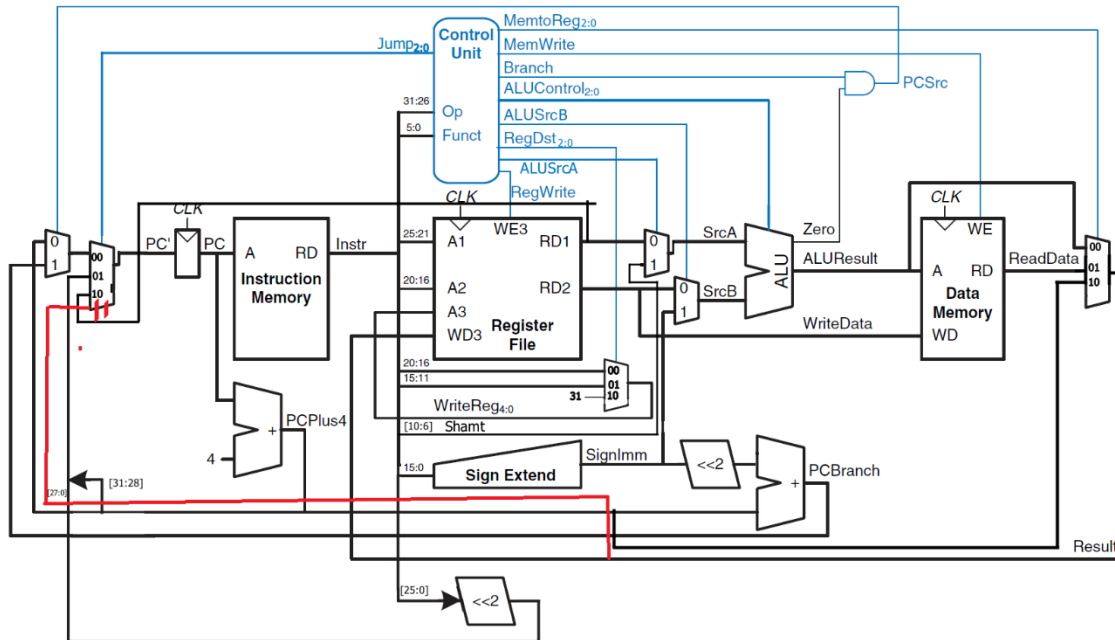 MemtoReg2:0
Control Unit
Jump2:0
MemWrite
Branch
PCSrc
ALUControl2:0
31:26
Op
ALUSrcB
5:0
Funct
RegDst2:0
ALUSrcA
RegWrite
CLK
CLK
CLK
0
1
00
01
10
11
PC'
PC
A
RD
Instruction Memory
Instr
25:21
A1
WE3
RD1
20:16
A2
RD2
A3
WD3
Register File
0
1
SrcA
0
1
SrcB
ALU
Zero
ALUResult
WE
A
RD
Data Memory
WD
ReadData
WriteData
00
01
10
20:16
15:11
00
01
31
10
WriteReg4:0
[10:6]
Shamt
PCPlus4
+
4
15:0
Sign Extend
SignImm
<<2
PCBranch
+
[31:28]
[27:0]
Result
[25:0]
<<2